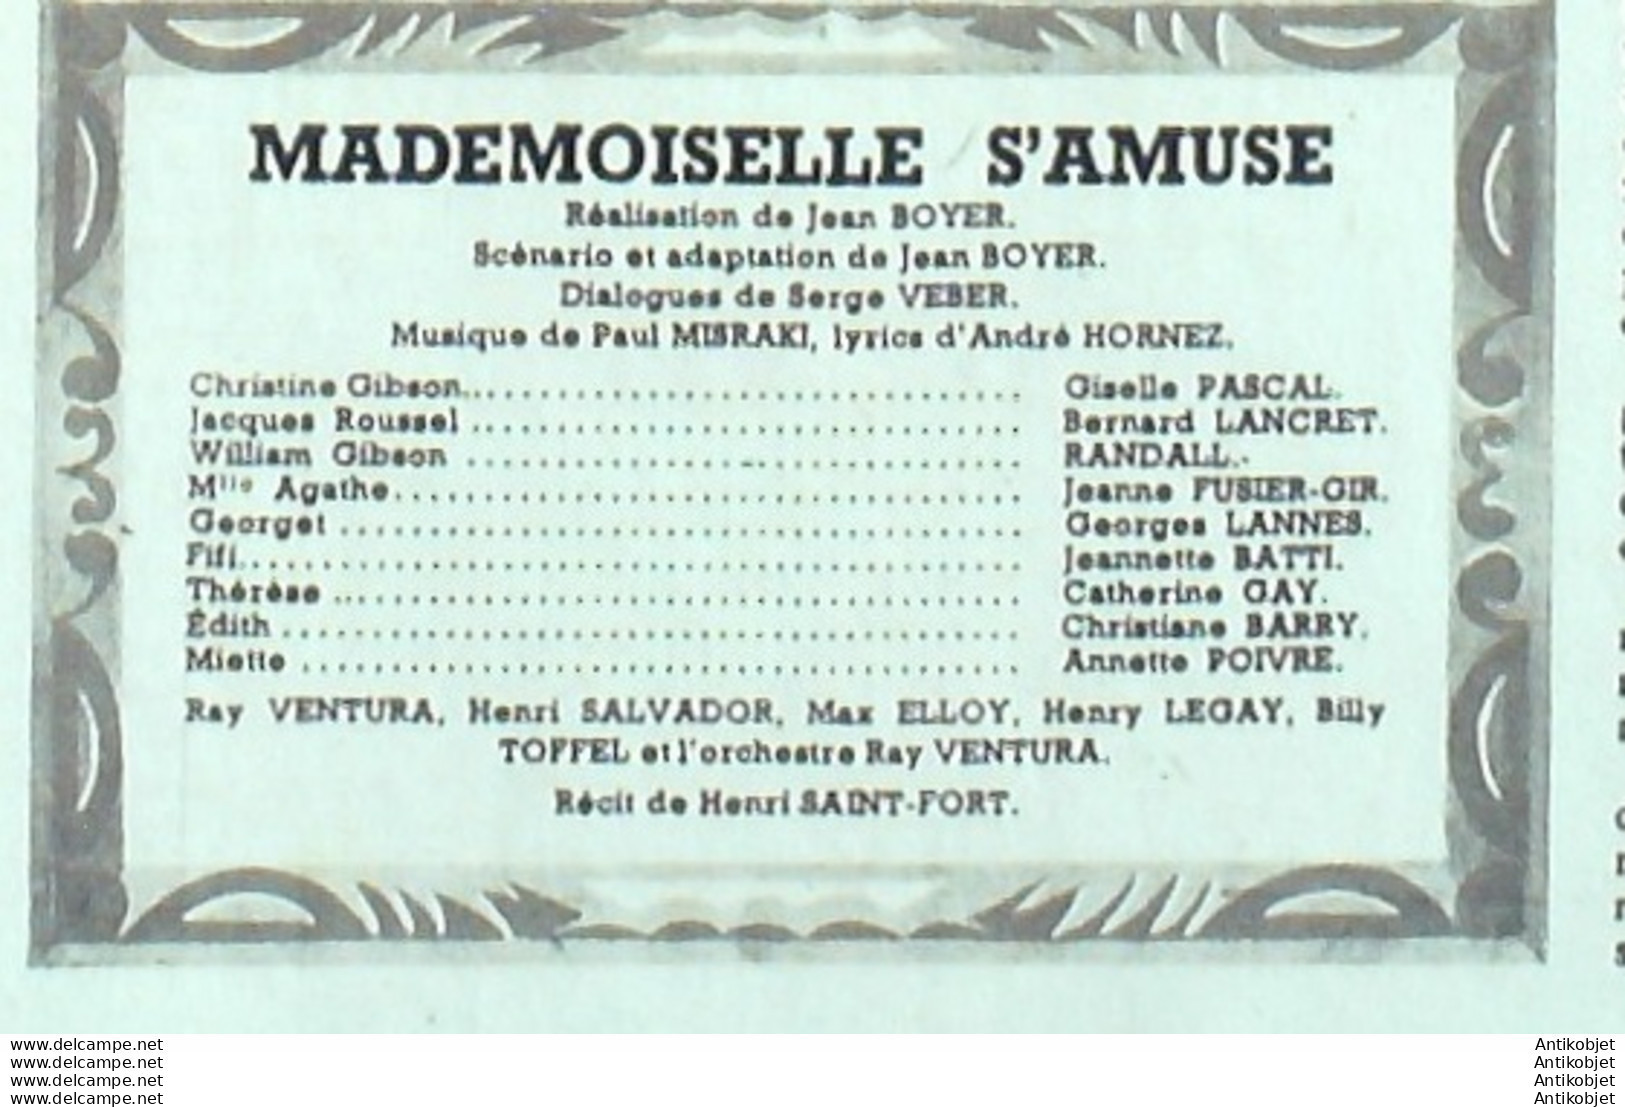 MADEMOISELLE S'AMUSE
Réalisation de Jean BOYER.
Scénario et adaptation de Jean BOYER.
Dialogues de Serge VEBER.
Musique de Paul MISRAKI, lyrics d'André HORNEZ.
Christine Gibson.............................. Giselle PASCAL.
Jacques Roussel .............................. Bernard LANCRET.
William Gibson .............................. RANDALL.
Mlle Agathe.............................. Jeanne FUSIER-GIR.
Georget .............................. Georges LANNES.
Fifi.............................. Jeannette BATTI.
Thérèse .............................. Catherine GAY.
Édith .............................. Christiane BARRY.
Miette .............................. Annette POIVRE.
Ray VENTURA, Henri SALVADOR, Max ELLOY, Henry LEGAY, Billy
TOFFEL et l'orchestre Ray VENTURA.
Récit de Henri SAINT-FORT.
www.delcampe.net Antikobjet
www.delcampe.net Antikobjet
www.delcampe.net Antikobjet
www.delcampe.net Antikobjet